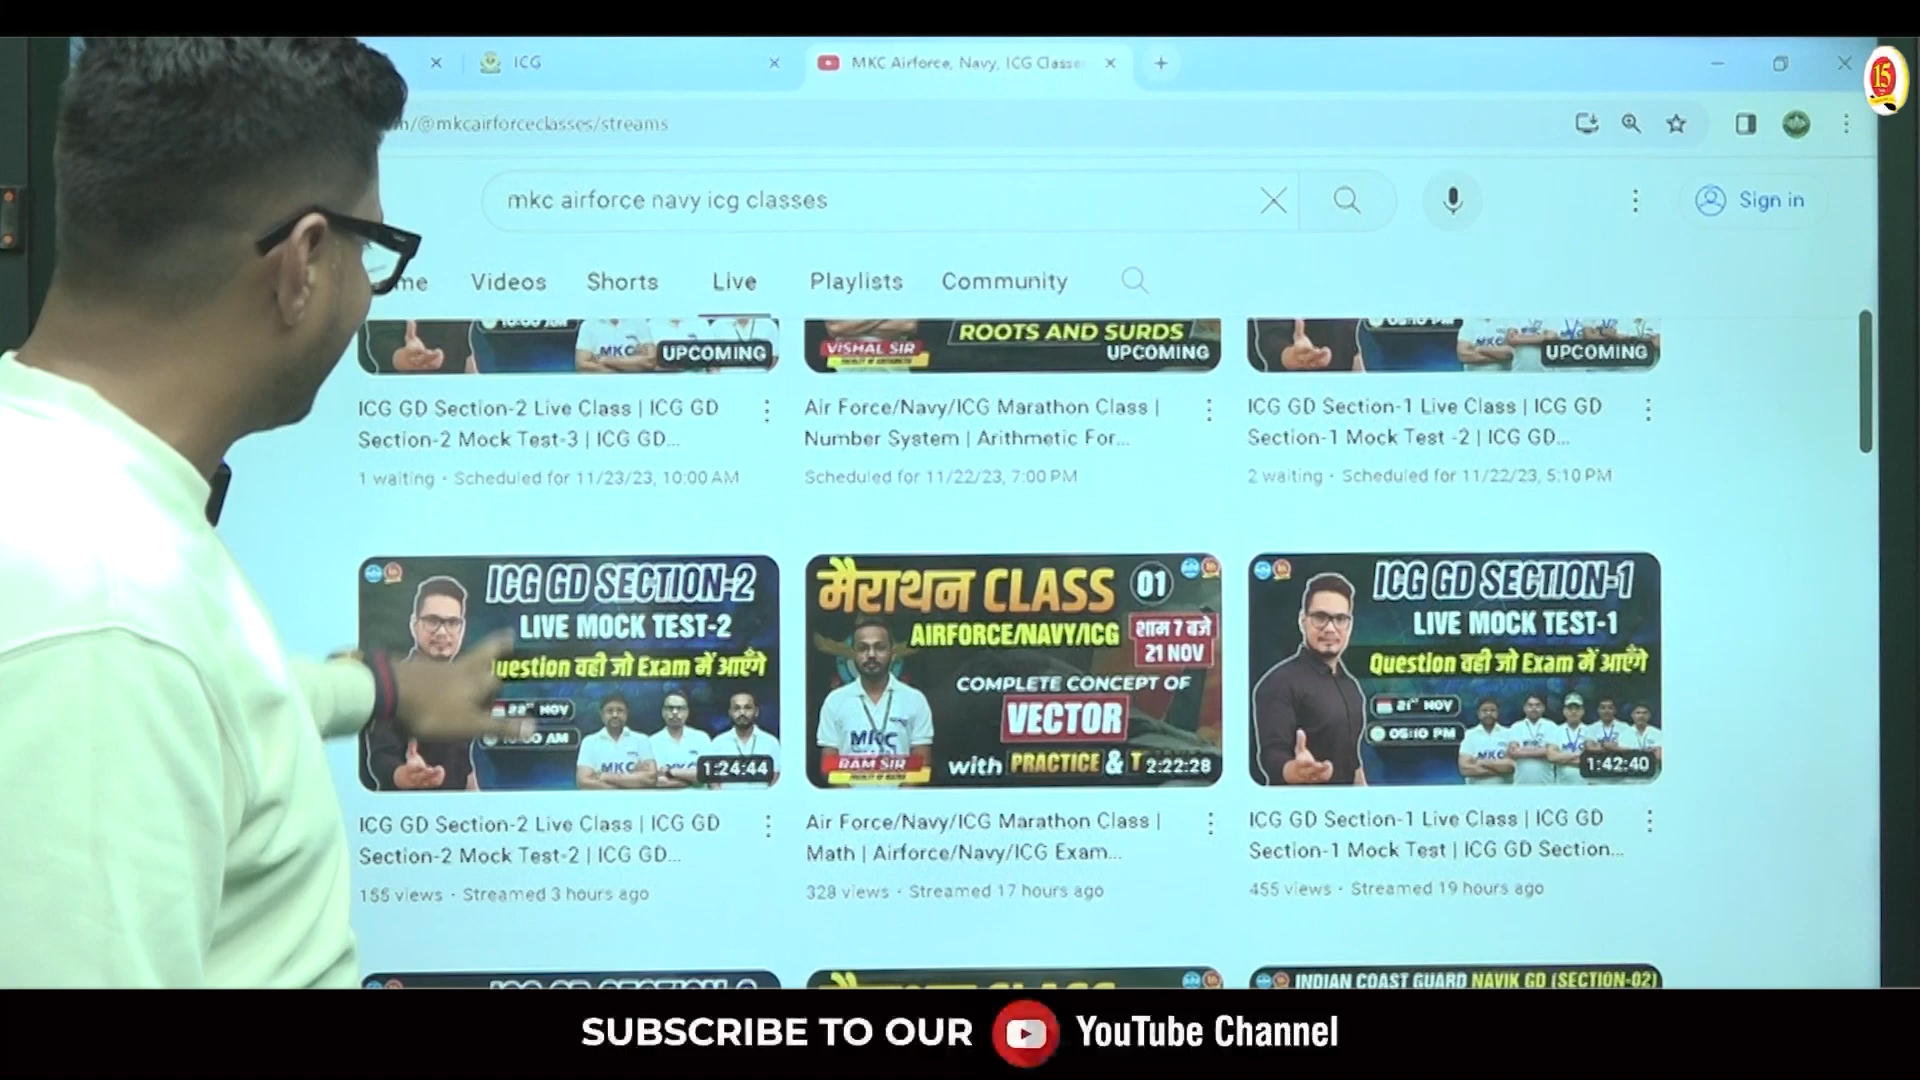 ICG
MKC Airforce, Navy, ICG Classe
/@mkcairforceclasses/streams
mkc airforce navy icg classes
Sign in
Videos
Shorts
Live
Playlists
Community
MKC
UPCOMING
VISHAL SIR
ROOTS AND SURDS
UPCOMING
UPCOMING
ICG GD Section-2 Live Class | ICG GD
Section-2 Mock Test-3 | ICG GD...
1 waiting · Scheduled for 11/23/23, 10:00 AM
Air Force/Navy/ICG Marathon Class |
Number System | Arithmetic For...
Scheduled for 11/22/23, 7:00 PM
ICG GD Section-1 Live Class | ICG GD
Section-1 Mock Test -2 | ICG GD...
2 waiting · Scheduled for 11/22/23, 5:10 PM
ICG GD SECTION-2
LIVE MOCK TEST-2
वही जो Exam में आएँगे
22ⁿᵈ NOV
AM
MKC
1:24:44
मैराथन CLASS 01
AIRFORCE/NAVY/ICG
शाम 7 बजे
21 NOV
COMPLETE CONCEPT OF
VECTOR
with PRACTICE & T
MKC
RAM SIR
2:22:28
ICG GD SECTION-1
LIVE MOCK TEST-1
Question वही जो Exam में आएँगे
21ˢᵗ NOV
05:10 PM
MKC
1:42:40
ICG GD Section-2 Live Class | ICG GD
Section-2 Mock Test-2 | ICG GD...
155 views · Streamed 3 hours ago
Air Force/Navy/ICG Marathon Class |
Math | Airforce/Navy/ICG Exam...
328 views · Streamed 17 hours ago
ICG GD Section-1 Live Class | ICG GD
Section-1 Mock Test | ICG GD Section...
455 views · Streamed 19 hours ago
INDIAN COAST GUARD NAVIK GD (SECTION-02)
15
SUBSCRIBE TO OUR YouTube Channel